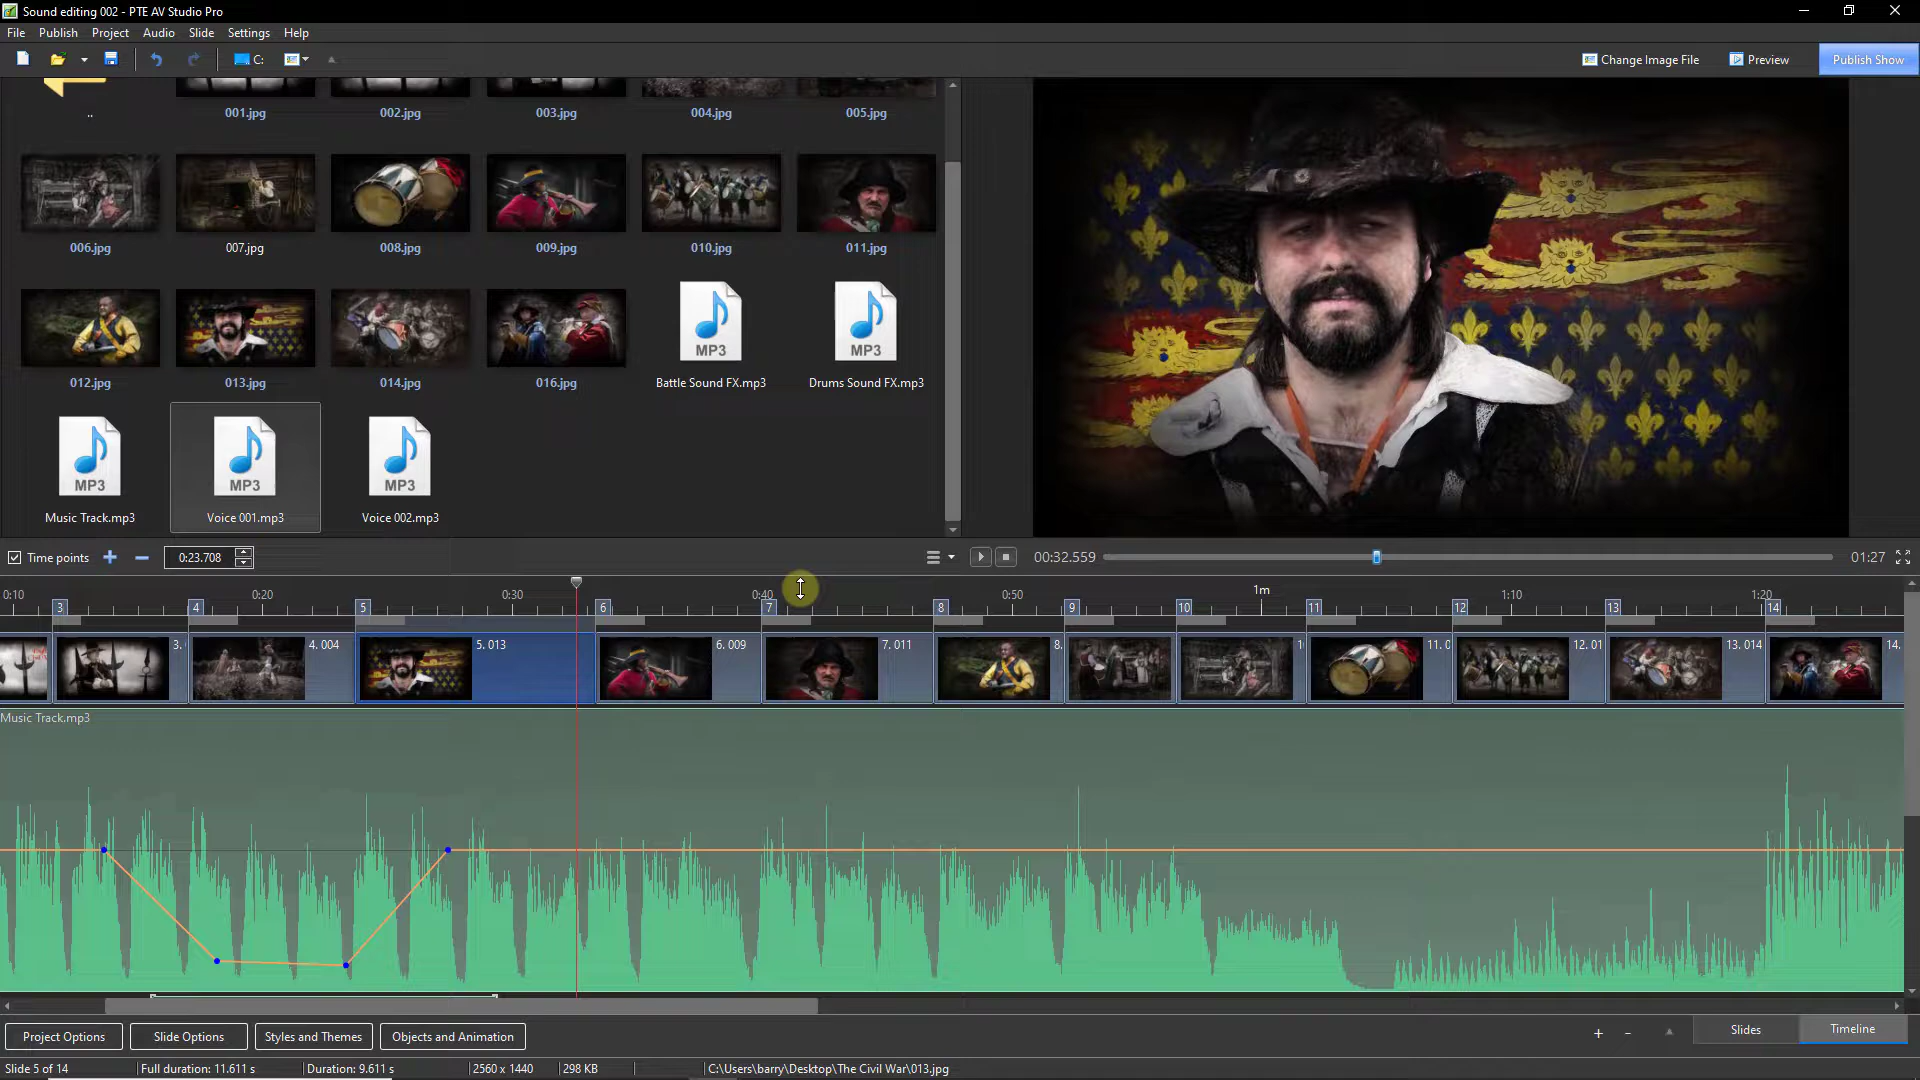 Sound editing 002 - PTE AV Studio Pro
File Publish Project Audio Slide Settings Help
C: Change Image File Preview Publish Show
.. 001.jpg 002.jpg 003.jpg 004.jpg 005.jpg
006.jpg 007.jpg 008.jpg 009.jpg 010.jpg 011.jpg
MP3 MP3
012.jpg 013.jpg 014.jpg 016.jpg Battle Sound FX.mp3 Drums Sound FX.mp3
MP3 MP3 MP3
Music Track.mp3 Voice 001.mp3 Voice 002.mp3
Time points 0:23.708 00:32.559 01:27
0:10 0:20 0:30 0:40 0:50 1m 1:10 1:20
3 4 5 6 7 8 9 10 11 12 13 14
3. 4. 004 5. 013 6. 009 7. 011 8. 1 11. 0 12. 01 13. 014 14.
Music Track.mp3
Project Options Slide Options Styles and Themes Objects and Animation + - Slides Timeline
Slide 5 of 14 Full duration: 11.611 s Duration: 9.611 s 2560 x 1440 298 KB C:\Users\barry\Desktop\The Civil War\013.jpg